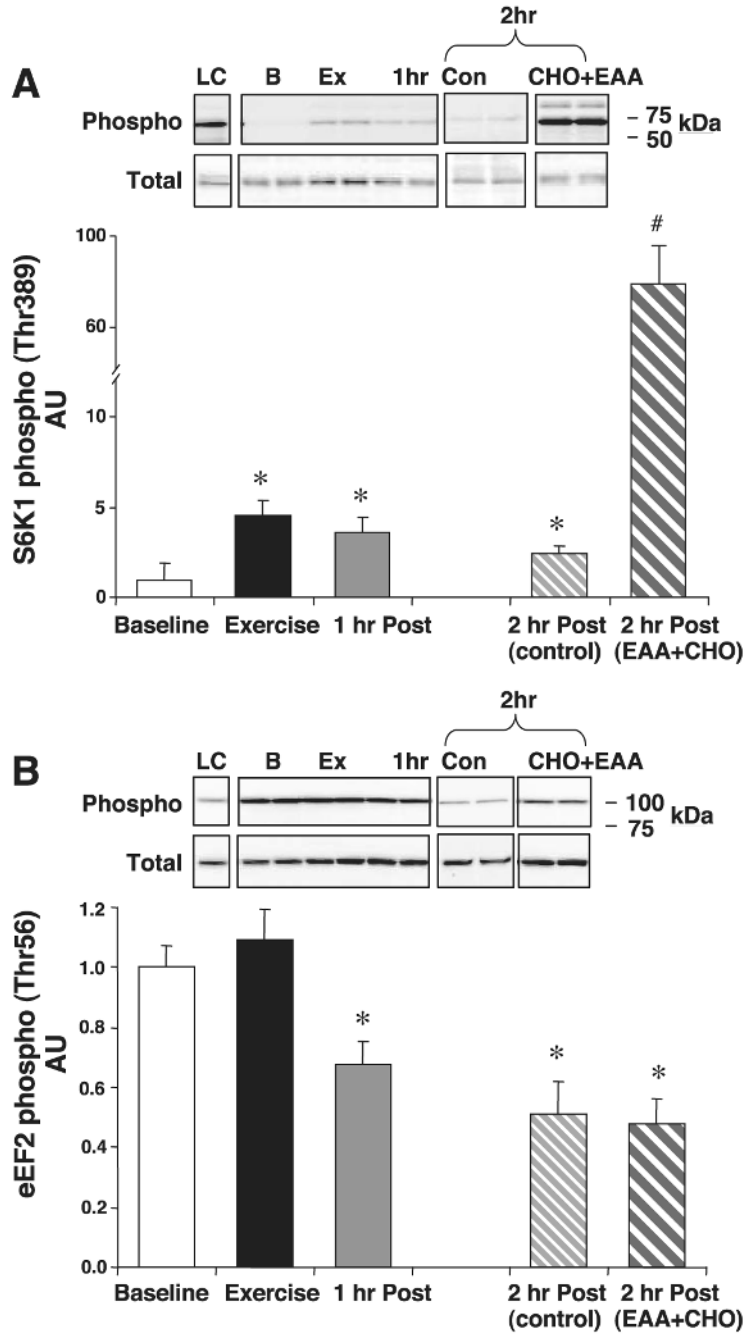 2hr
A
LC B Ex 1hr Con CHO+EAA
Phospho
75
50
kDa
Total
#
100
60
10
5
0
S6K1 phospho (Thr389)
AU
*
*
*
Baseline Exercise 1 hr Post 2 hr Post (control) 2 hr Post (EAA+CHO)
2hr
B
LC B Ex 1hr Con CHO+EAA
Phospho
100
75
kDa
Total
1.2
1.0
0.8
0.6
0.4
0.2
0.0
eEF2 phospho (Thr56)
AU
*
*
*
Baseline Exercise 1 hr Post 2 hr Post (control) 2 hr Post (EAA+CHO)